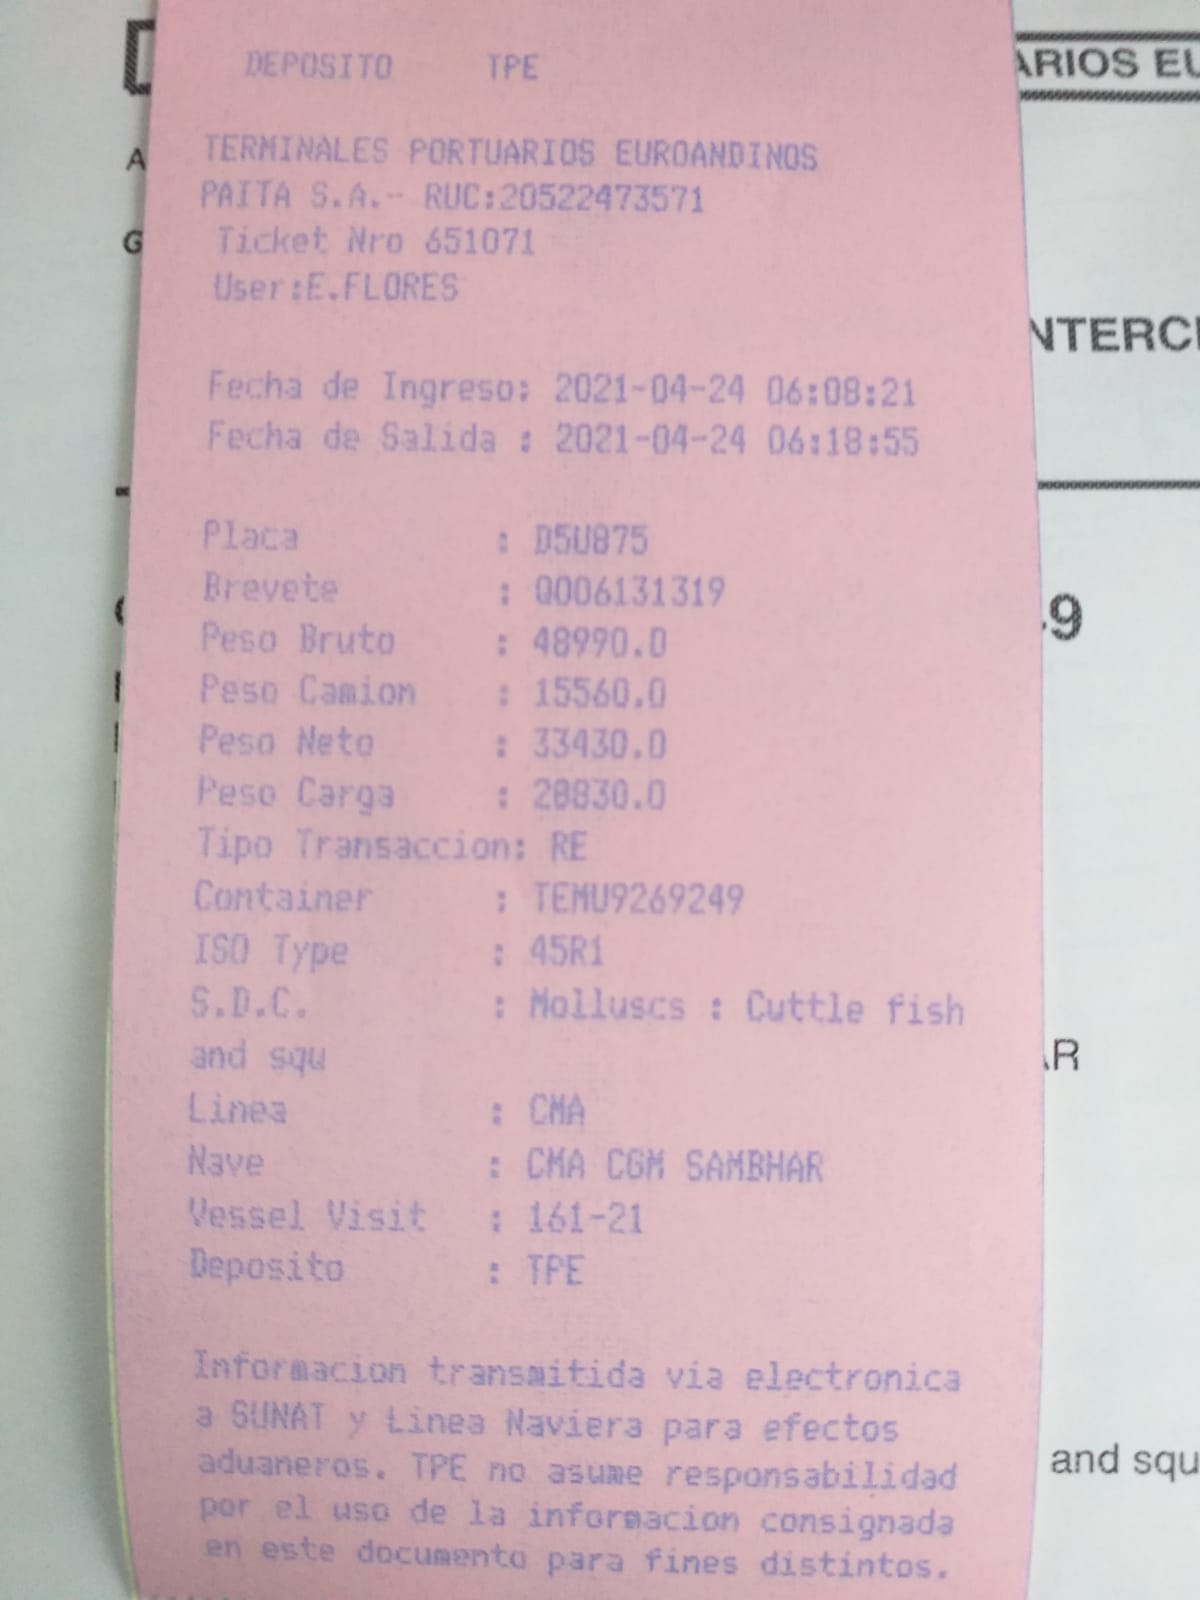 DEPOSITO TPE
TERMINALES PORTUARIOS EUROANDINOS
PAITA S.A.- RUC:20522473571
Ticket Nro 651071
User:E.FLORES
Fecha de Ingreso: 2021-04-24 06:08:21
Fecha de Salida : 2021-04-24 06:18:55
Placa : D5U875
Brevete : Q006131319
Peso Bruto : 48990.0
Peso Camion : 15560.0
Peso Neto : 33430.0
Peso Carga : 28830.0
Tipo Transaccion: RE
Container : TEMU9269249
ISO Type : 45R1
S.D.C. : Molluscs : Cuttle fish
and squ
Linea : CMA
Nave : CMA CGM SAMBHAR
Vessel Visit : 161-21
Deposito : TPE
Informacion transmitida via electronica
a SUNAT y Linea Naviera para efectos
aduaneros. TPE no asume responsabilidad
por el uso de la informacion consignada
en este documento para fines distintos.
ARIOS EU
NTERC
9
AR
and squ